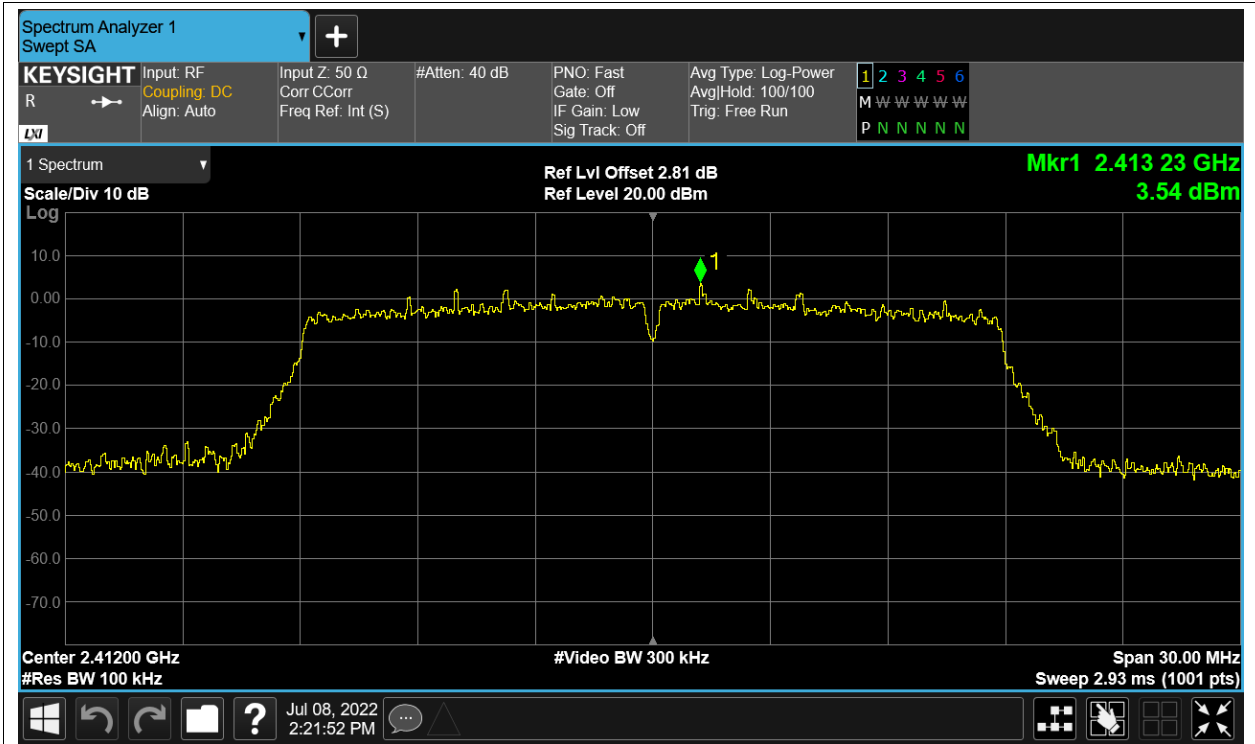 Spectrum Analyzer 1
Swept SA
KEYSIGHT
R
LXI
Input: RF
Coupling: DC
Align: Auto
Input Z: 50 Ω
Corr CCorr
Freq Ref: Int (S)
#Atten: 40 dB
PNO: Fast
Gate: Off
IF Gain: Low
Sig Track: Off
Avg Type: Log-Power
Avg|Hold: 100/100
Trig: Free Run
1 2 3 4 5 6
M W W W W W
P N N N N N
1 Spectrum
Scale/Div 10 dB
Log
Ref Lvl Offset 2.81 dB
Ref Level 20.00 dBm
Mkr1 2.413 23 GHz
3.54 dBm
10.0
0.00
-10.0
-20.0
-30.0
-40.0
-50.0
-60.0
-70.0
1
Center 2.41200 GHz
#Res BW 100 kHz
#Video BW 300 kHz
Span 30.00 MHz
Sweep 2.93 ms (1001 pts)
?
Jul 08, 2022
2:21:52 PM